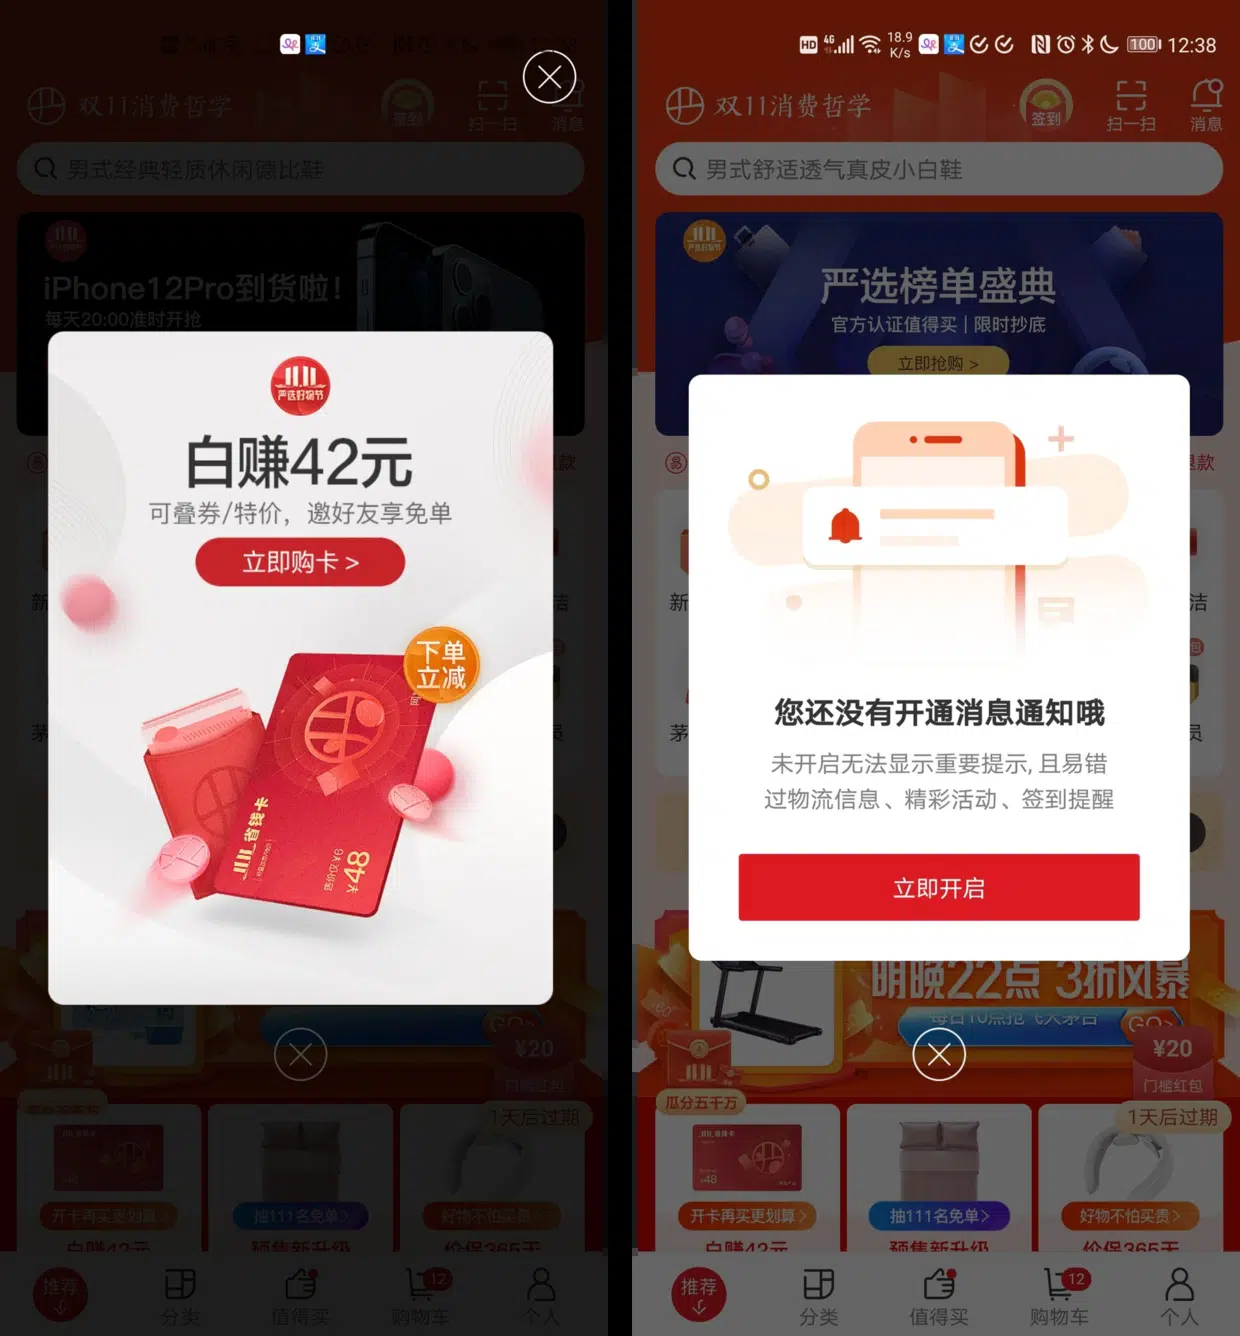 双11消费哲学
签到
扫一扫
消息
男式经典轻质休闲德比鞋
iPhone12Pro到货啦！
每天20:00准时开抢
11.11
严选好物节
白赚42元
可叠券/特价，邀好友享免单
立即购卡 >
下单
立减
省钱卡
¥48
GO>
¥20
门槛红包
1天后过期
开卡再买更划算>
抽111名免单>
好物不怕买贵>
白赚42元
预售新升级
价保365天
推荐
分类
值得买
12
购物车
个人
HD
4G
18.9
K/s
100
12:38
双11消费哲学
签到
扫一扫
消息
男式舒适透气真皮小白鞋
严选好物节
严选榜单盛典
官方认证值得买 | 限时抄底
立即抢购 >
退款
新
洁
茅
员
您还没有开通消息通知哦
未开启无法显示重要提示, 且易错
过物流信息、精彩活动、签到提醒
立即开启
明晚22点 3折风暴
GO>
¥20
门槛红包
瓜分五千万
1天后过期
开卡再买更划算>
抽111名免单>
好物不怕买贵>
白赚42元
预售新升级
价保365天
推荐
分类
值得买
12
购物车
个人